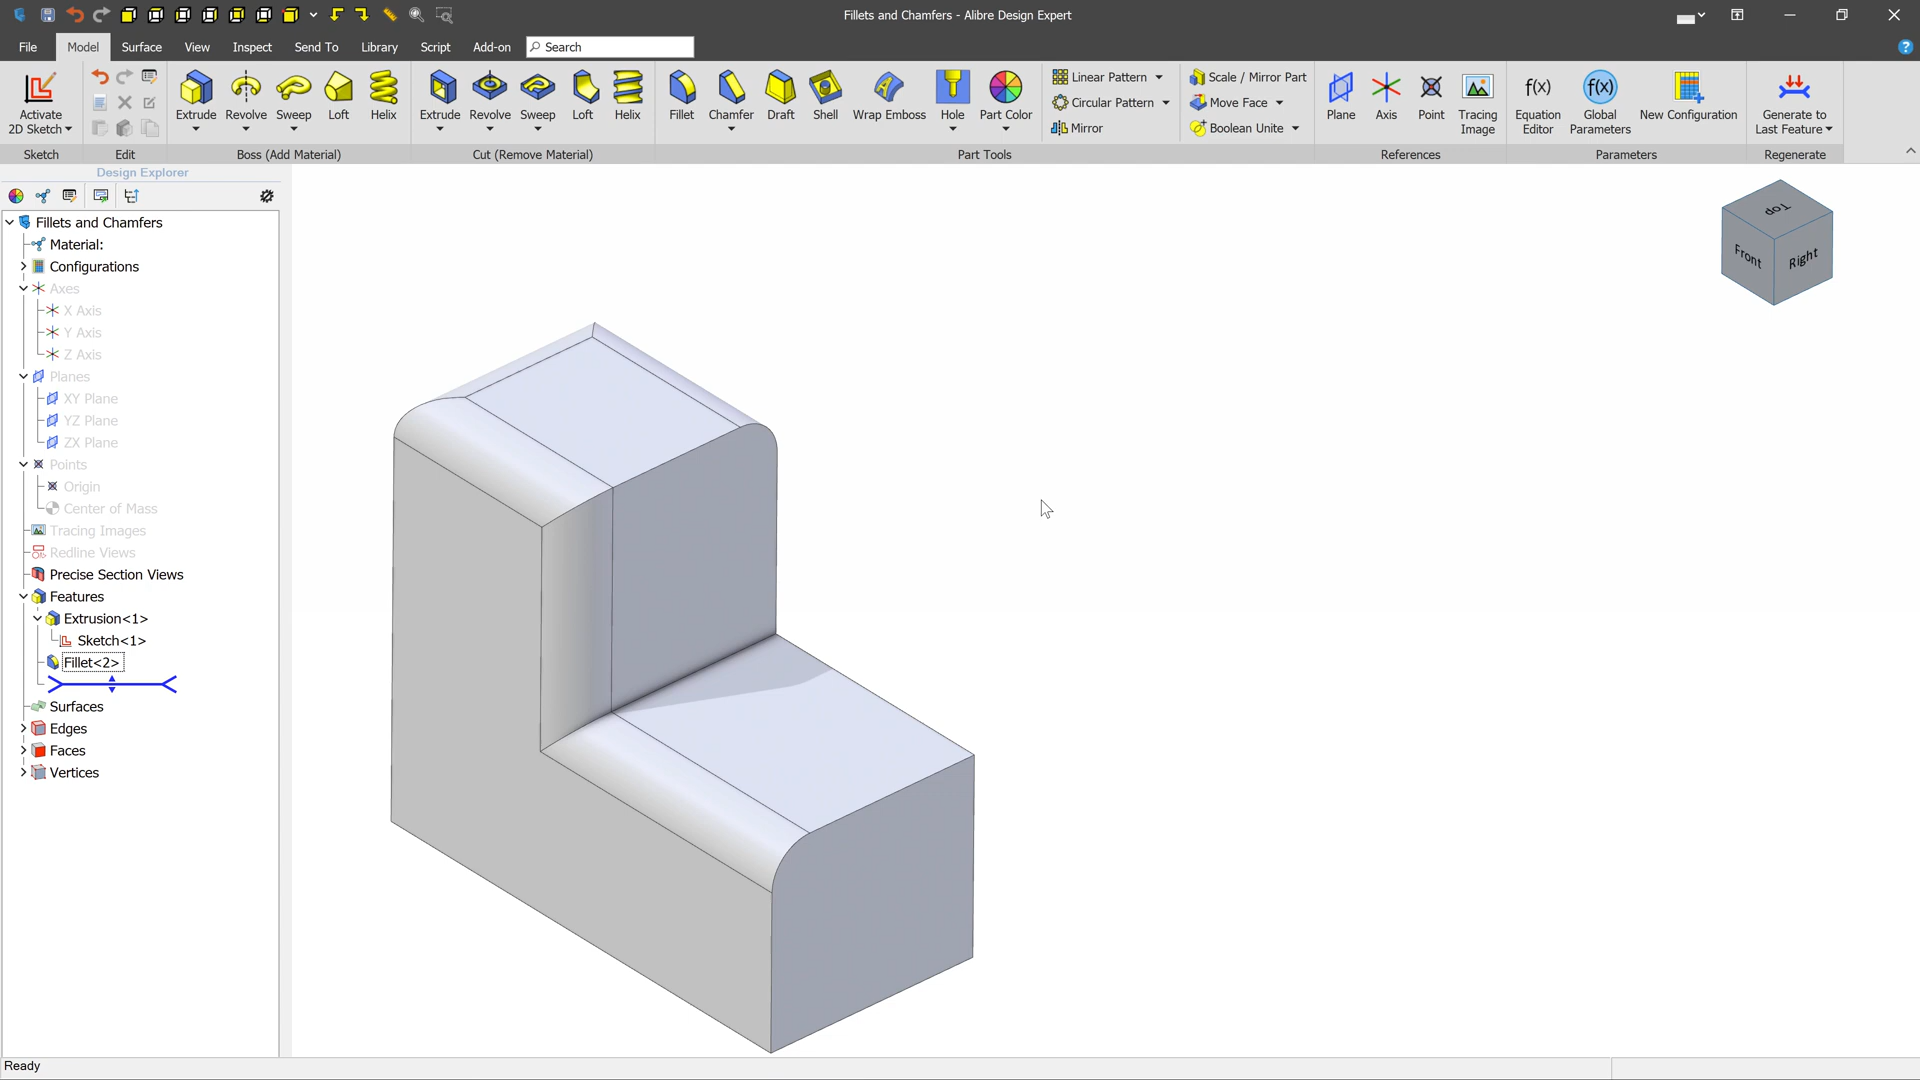 Fillets and Chamfers - Alibre Design Expert
File Model Surface View Inspect Send To Library Script Add-on Search
Activate 2D Sketch
Sketch
Edit
Extrude Revolve Sweep Loft Helix
Boss (Add Material)
Extrude Revolve Sweep Loft Helix
Cut (Remove Material)
Fillet Chamfer Draft Shell Wrap Emboss Hole Part Color
Linear Pattern
Circular Pattern
Mirror
Scale / Mirror Part
Move Face
Boolean Unite
Part Tools
Plane Axis Point Tracing Image
References
Equation Editor
Global Parameters
New Configuration
Parameters
Generate to Last Feature
Regenerate
Design Explorer
Fillets and Chamfers
Material:
Configurations
Axes
X Axis
Y Axis
Z Axis
Planes
XY Plane
YZ Plane
ZX Plane
Points
Origin
Center of Mass
Tracing Images
Redline Views
Precise Section Views
Features
Extrusion<1>
Sketch<1>
Fillet<2>
Surfaces
Edges
Faces
Vertices
Top
Front
Right
Ready